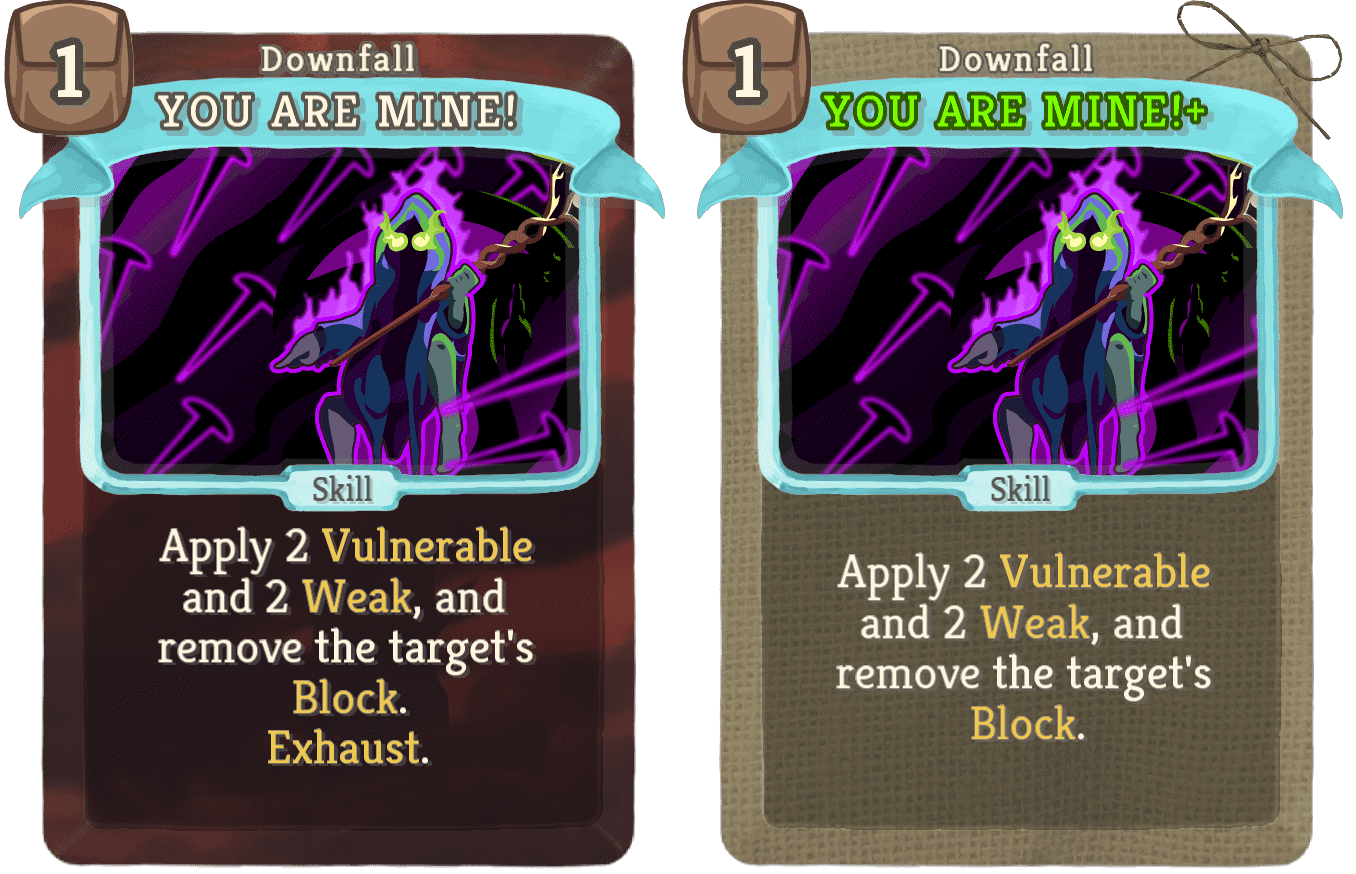 1
Downfall
YOU ARE MINE!
Skill
Apply 2 Vulnerable
and 2 Weak, and
remove the target's
Block.
Exhaust.
1
Downfall
YOU ARE MINE!+
Skill
Apply 2 Vulnerable
and 2 Weak, and
remove the target's
Block.